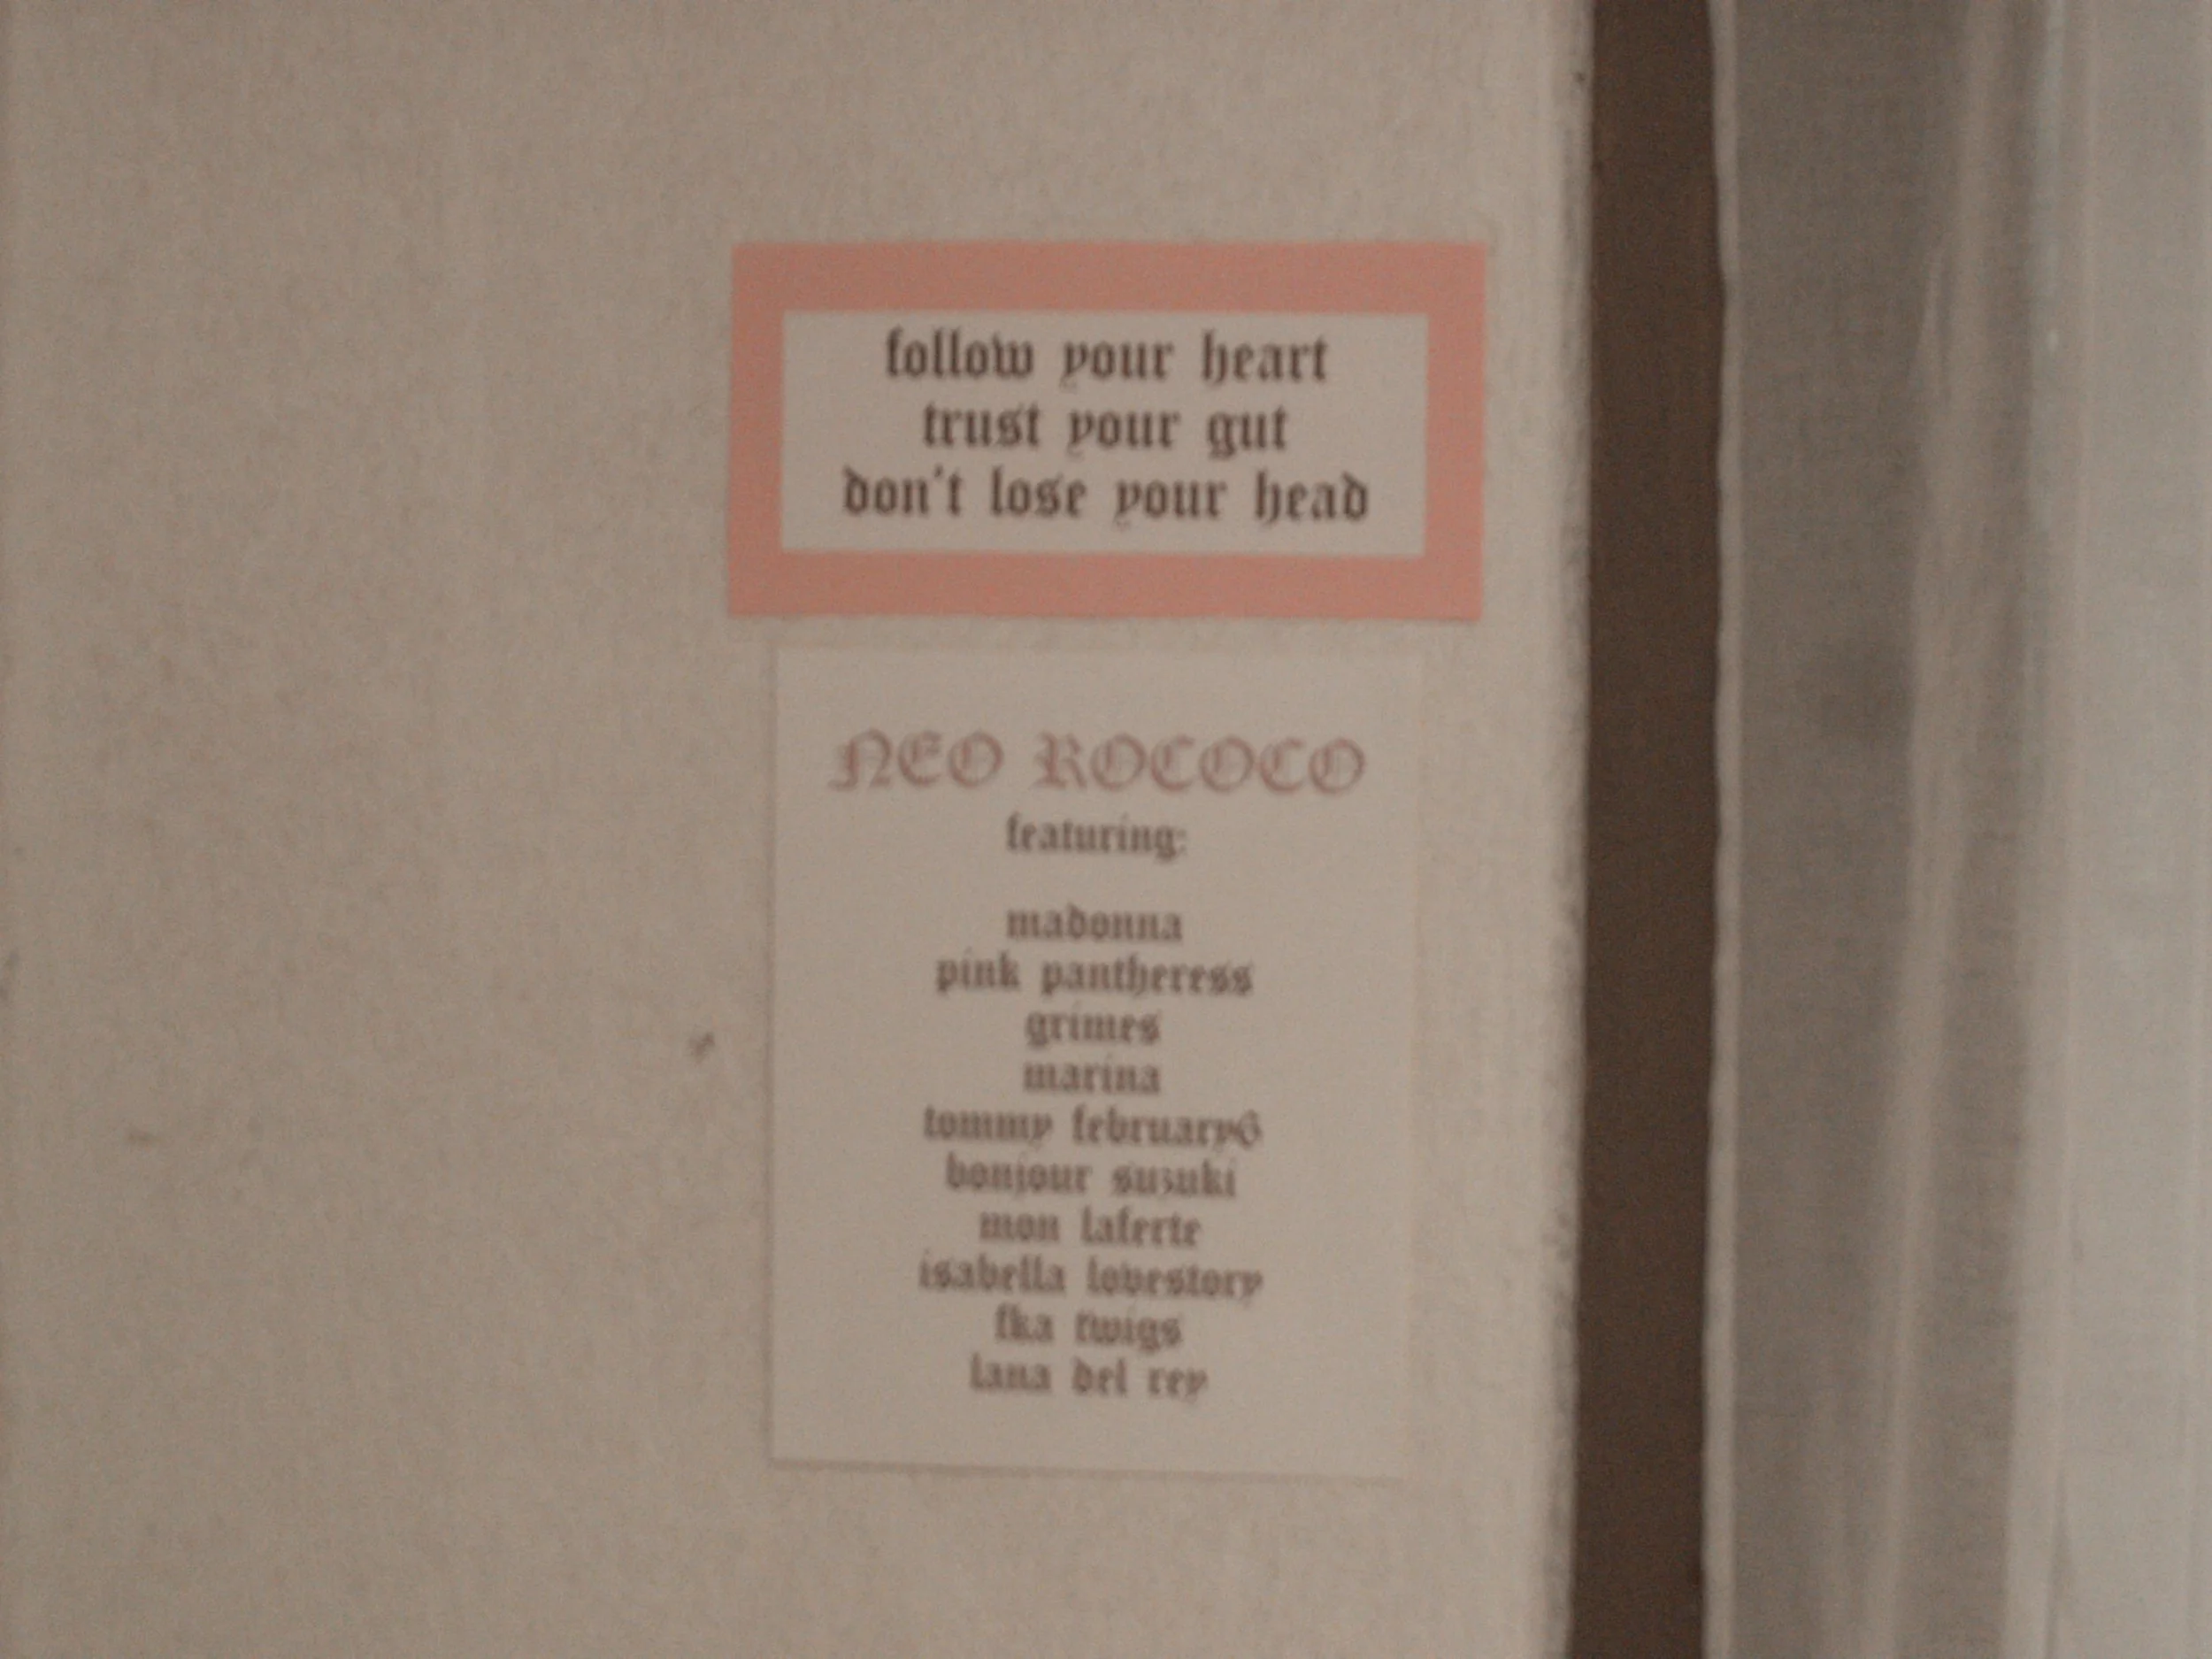 follow your heart
trust your gut
don't lose your head
NEO ROCOCO
featuring:
madonna
pink pantheress
grimes
marina
tommy february6
bonjour suzuki
mon laferte
isabella lovestory
fka twigs
lana del rey